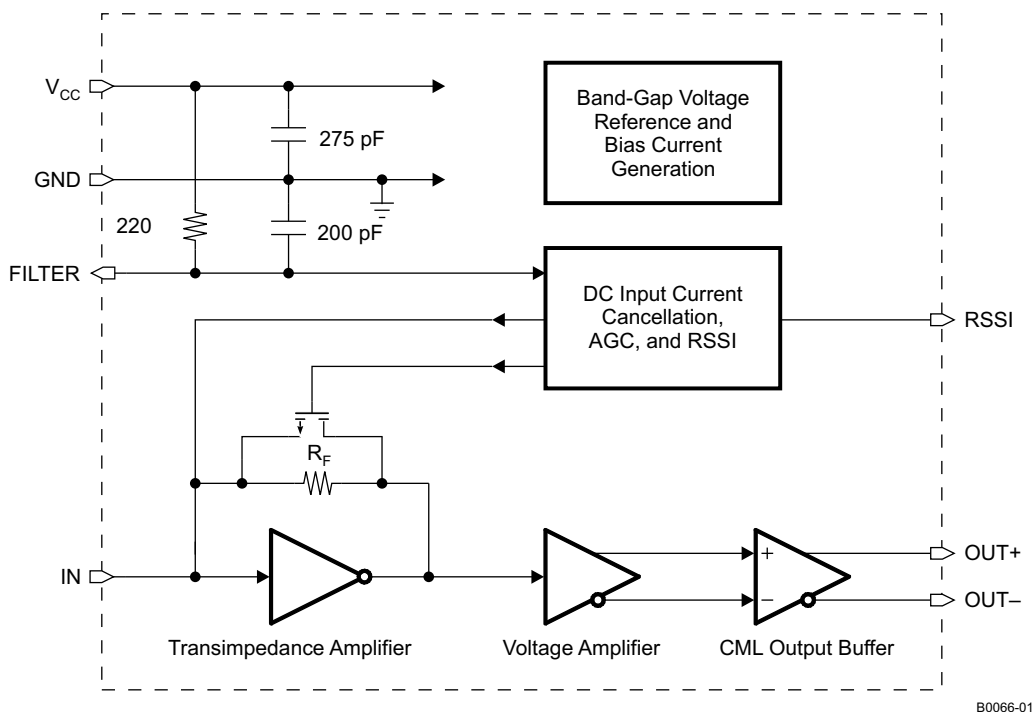 V_CC
275 pF
GND
220
200 pF
FILTER
Band-Gap Voltage
Reference and
Bias Current
Generation
DC Input Current
Cancellation,
AGC, and RSSI
RSSI
R_F
IN
Transimpedance Amplifier
Voltage Amplifier
+
−
CML Output Buffer
OUT+
OUT–
B0066-01